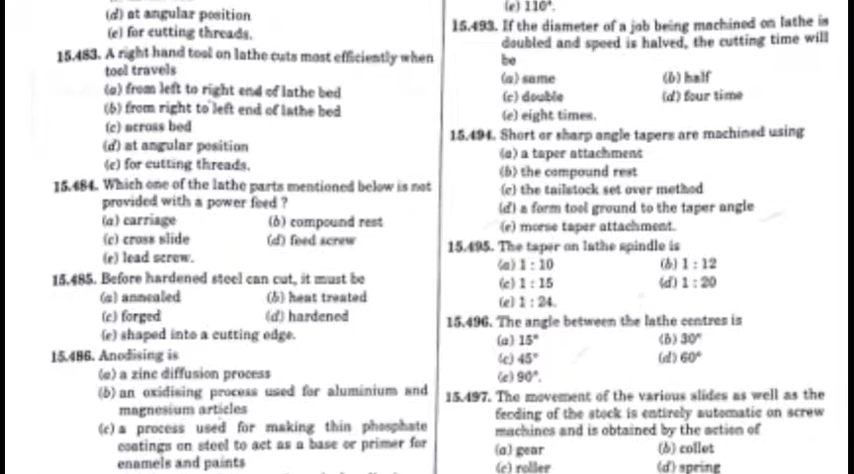 (d) at angular position
(e) for cutting threads.
15.483. A right hand tool on lathe cuts most efficiently when
tool travels
(a) from left to right end of lathe bed
(b) from right to left end of lathe bed
(c) across bed
(d) at angular position
(e) for cutting threads.
15.484. Which one of the lathe parts mentioned below is not
provided with a power feed ?
(a) carriage (b) compound rest
(c) cross slide (d) feed screw
(e) lead screw.
15.485. Before hardened steel can cut, it must be
(a) annealed (b) heat treated
(c) forged (d) hardened
(e) shaped into a cutting edge.
15.486. Anodising is
(a) a zinc diffusion process
(b) an oxidising process used for aluminium and
magnesium articles
(c) a process used for making thin phosphate
coatings on steel to act as a base or primer for
enamels and paints
(e) 110°.
15.493. If the diameter of a job being machined on lathe is
doubled and speed is halved, the cutting time will
be
(a) same (b) half
(c) double (d) four time
(e) eight times.
15.494. Short or sharp angle tapers are machined using
(a) a taper attachment
(b) the compound rest
(c) the tailstock set over method
(d) a form tool ground to the taper angle
(e) morse taper attachment.
15.495. The taper on lathe spindle is
(a) 1 : 10 (b) 1 : 12
(c) 1 : 15 (d) 1 : 20
(e) 1 : 24.
15.496. The angle between the lathe centres is
(a) 15° (b) 30°
(c) 45° (d) 60°
(e) 90°.
15.497. The movement of the various slides as well as the
feeding of the stock is entirely automatic on screw
machines and is obtained by the action of
(a) gear (b) collet
(c) roller (d) spring